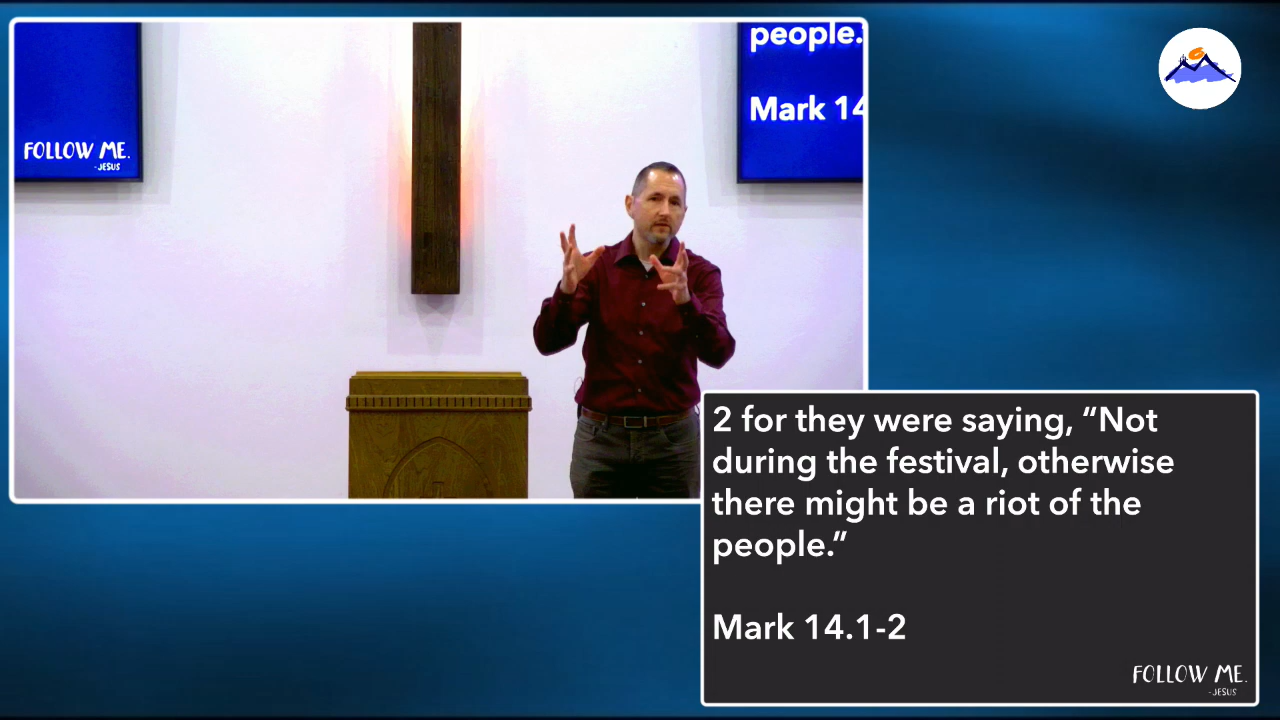 FOLLOW ME.
-JESUS
people.
Mark 14
2 for they were saying, “Not
during the festival, otherwise
there might be a riot of the
people.”
Mark 14.1-2
FOLLOW ME.
-JESUS